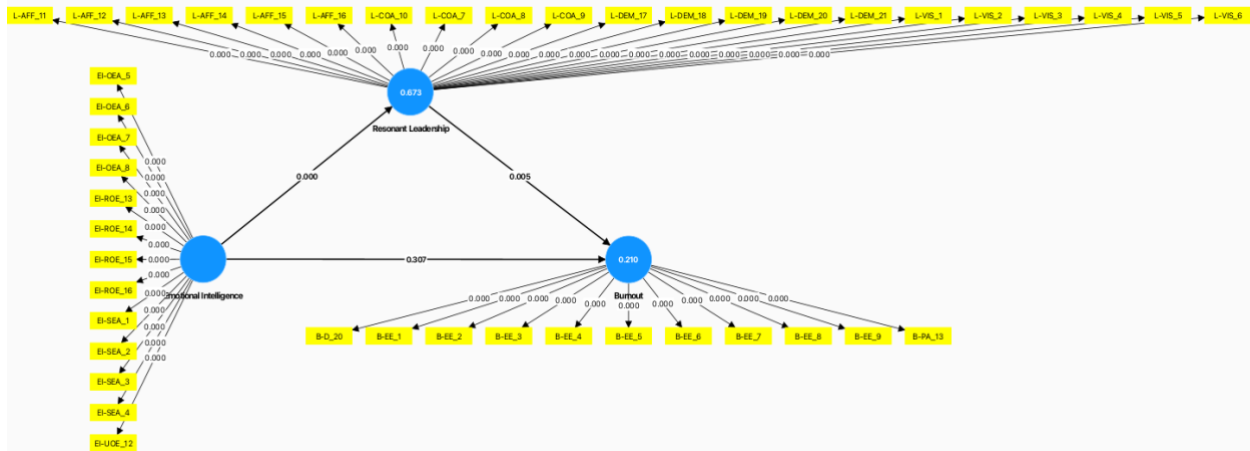 L-AFF_11 L-AFF_12 L-AFF_13 L-AFF_14 L-AFF_15 L-AFF_16 L-COA_10 L-COA_7 L-COA_8 L-COA_9 L-DEM_17 L-DEM_18 L-DEM_19 L-DEM_20 L-DEM_21 L-VIS_1 L-VIS_2 L-VIS_3 L-VIS_4 L-VIS_5 L-VIS_6
0.000 0.000 0.000 0.000 0.000 0.000 0.000 0.000 0.000 0.000 0.000 0.000 0.000 0.000 0.000 0.000 0.000 0.000 0.000 0.000 0.000
0.673
Resonant Leadership
EI-OEA_5
EI-OEA_6
EI-OEA_7
EI-OEA_8
EI-ROE_13
EI-ROE_14
EI-ROE_15
EI-ROE_16
EI-SEA_1
EI-SEA_2
EI-SEA_3
EI-SEA_4
EI-UOE_12
0.000
0.000
0.000
0.000
0.000
0.000
0.000
0.000
0.000
0.000
0.000
0.000
0.000
Emotional Intelligence
0.000
0.005
0.307
0.210
Burnout
0.000 0.000 0.000 0.000 0.000 0.000 0.000 0.000 0.000 0.000 0.000
B-D_20 B-EE_1 B-EE_2 B-EE_3 B-EE_4 B-EE_5 B-EE_6 B-EE_7 B-EE_8 B-EE_9 B-PA_13